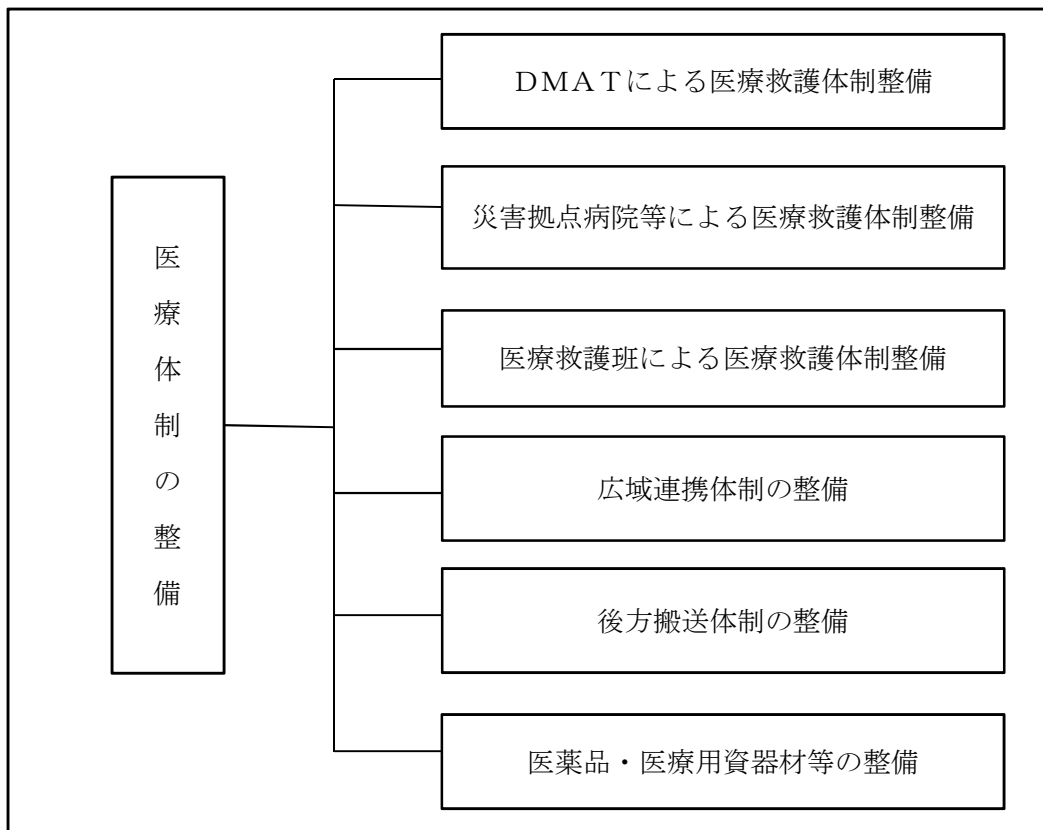 医療体制の整備
ＤＭＡＴによる医療救護体制整備
災害拠点病院等による医療救護体制整備
医療救護班による医療救護体制整備
広域連携体制の整備
後方搬送体制の整備
医薬品・医療用資器材等の整備